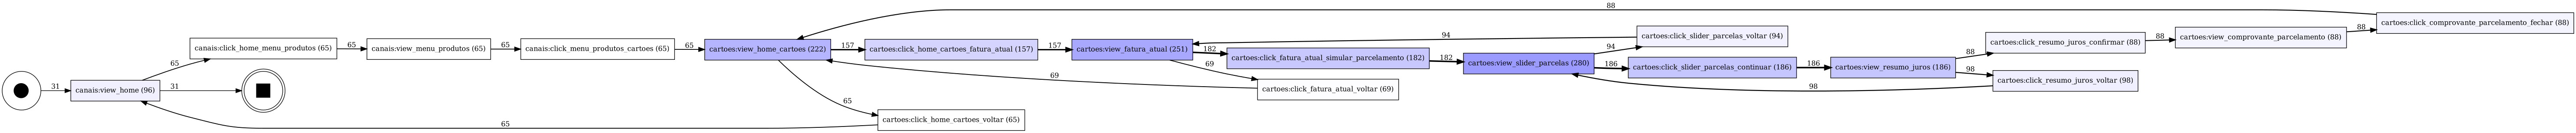 31
canais:view_home (96)
65
31
canais:click_home_menu_produtos (65)
65
canais:view_menu_produtos (65)
65
canais:click_menu_produtos_cartoes (65)
65
cartoes:view_home_cartoes (222)
157
cartoes:click_home_cartoes_fatura_atual (157)
157
cartoes:view_fatura_atual (251)
182
cartoes:click_fatura_atual_simular_parcelamento (182)
182
cartoes:view_slider_parcelas (280)
94
cartoes:click_slider_parcelas_voltar (94)
94
186
cartoes:click_slider_parcelas_continuar (186)
186
cartoes:view_resumo_juros (186)
88
cartoes:click_resumo_juros_confirmar (88)
88
cartoes:view_comprovante_parcelamento (88)
88
cartoes:click_comprovante_parcelamento_fechar (88)
88
98
cartoes:click_resumo_juros_voltar (98)
98
69
cartoes:click_fatura_atual_voltar (69)
69
65
cartoes:click_home_cartoes_voltar (65)
65